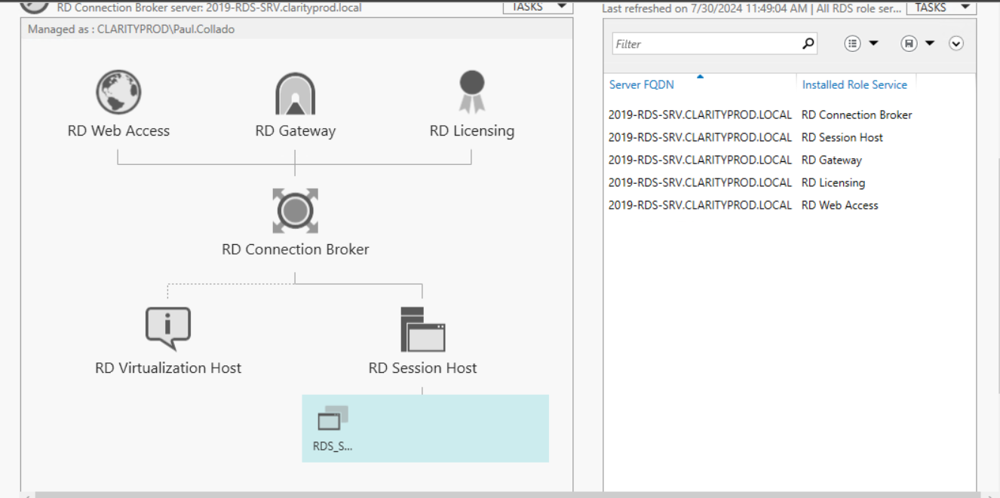 RD Connection Broker server: 2019-RDS-SRV.clarityprod.local
TASKS
Managed as : CLARITYPROD\Paul.Collado
RD Web Access
RD Gateway
RD Licensing
RD Connection Broker
RD Virtualization Host
RD Session Host
RDS_S...
Last refreshed on 7/30/2024 11:49:04 AM | All RDS role ser...
TASKS
Filter
Server FQDN Installed Role Service
2019-RDS-SRV.CLARITYPROD.LOCAL RD Connection Broker
2019-RDS-SRV.CLARITYPROD.LOCAL RD Session Host
2019-RDS-SRV.CLARITYPROD.LOCAL RD Gateway
2019-RDS-SRV.CLARITYPROD.LOCAL RD Licensing
2019-RDS-SRV.CLARITYPROD.LOCAL RD Web Access